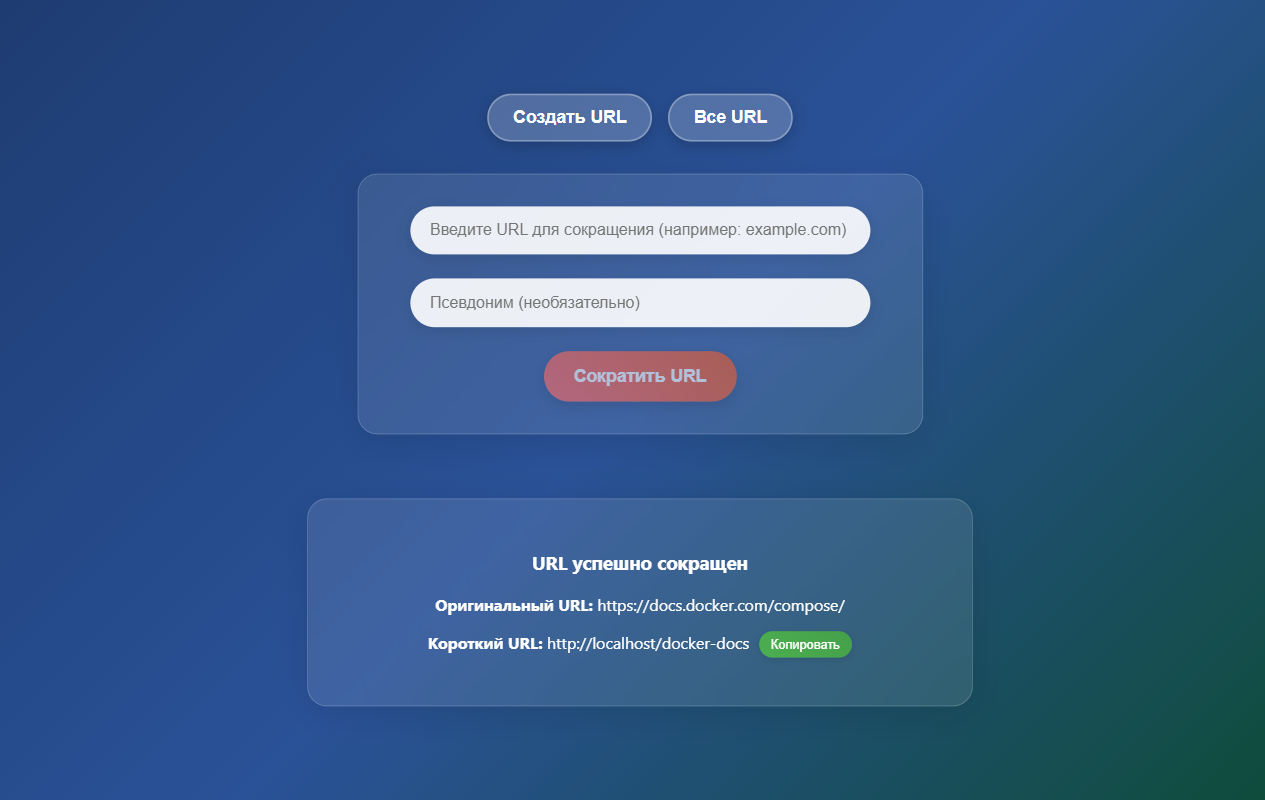 Создать URL
Все URL
Введите URL для сокращения (например: example.com)
Псевдоним (необязательно)
Сократить URL
URL успешно сокращен
Оригинальный URL: https://docs.docker.com/compose/
Короткий URL: http://localhost/docker-docs Копировать